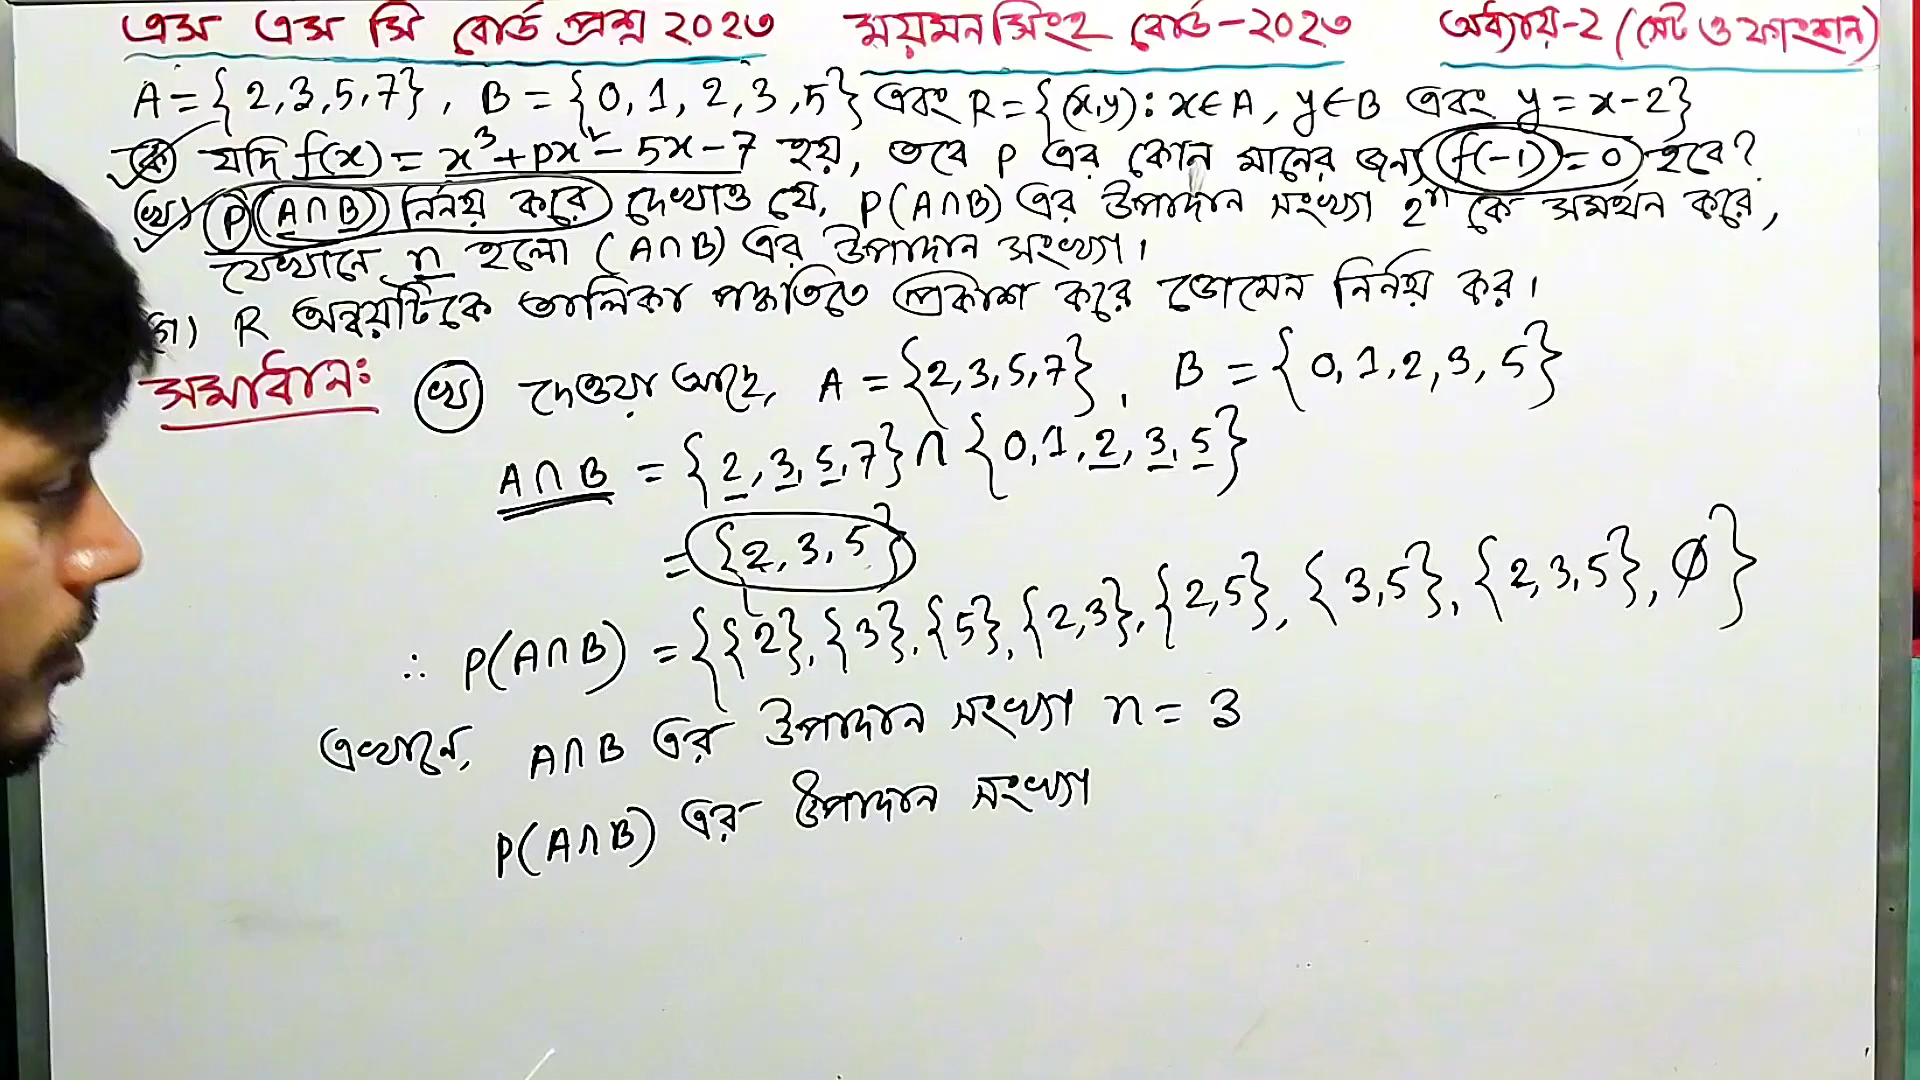 এস এস সি বোর্ড প্রশ্ন ২০২৩ ময়মনসিংহ বোর্ড-২০২৩ অধ্যায়-২ (সেট ও ফাংশন)
A = {2,3,5,7}, B = {0, 1, 2, 3, 5} এবং R = {(x,y): x∈A, y∈B এবং y = x-2}
ক) যদি f(x) = x³+px²-5x-7 হয়, তবে P এর কোন মানের জন্য f(-1)=0 হবে?
খ) P(A∩B) নির্নয় করে দেখাও যে, P(A∩B) এর উপাদান সংখ্যা 2ⁿ কে সমর্থন করে,
যেখানে n হলো (A∩B) এর উপাদান সংখ্যা।
গ) R অন্বয়টিকে তালিকা পদ্ধতিতে প্রকাশ করে ডোমেন নির্নয় কর।
সমাধানঃ খ দেওয়া আছে, A = {2,3,5,7}, B = {0,1,2,3,5}
A∩B = {2,3,5,7} ∩ {0,1,2,3,5}
= {2,3,5}
∴ P(A∩B) = {{2}, {3}, {5}, {2,3}, {2,5}, {3,5}, {2,3,5}, Ø}
এখানে, A∩B এর উপাদান সংখ্যা n = 3
P(A∩B) এর উপাদান সংখ্যা